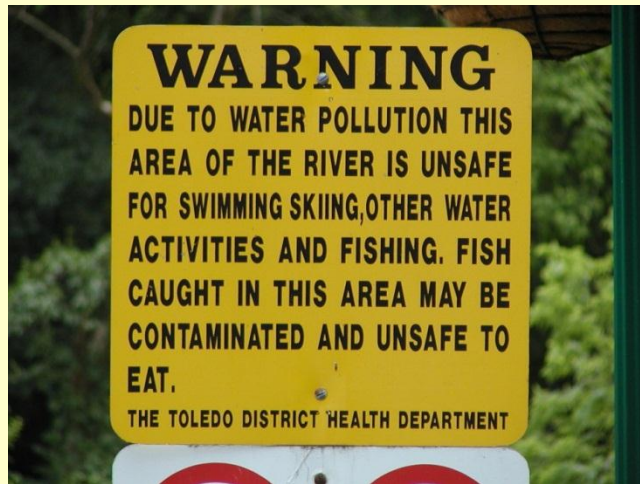 WARNING
DUE TO WATER POLLUTION THIS
AREA OF THE RIVER IS UNSAFE
FOR SWIMMING SKIING,OTHER WATER
ACTIVITIES AND FISHING. FISH
CAUGHT IN THIS AREA MAY BE
CONTAMINATED AND UNSAFE TO
EAT.
THE TOLEDO DISTRICT HEALTH DEPARTMENT